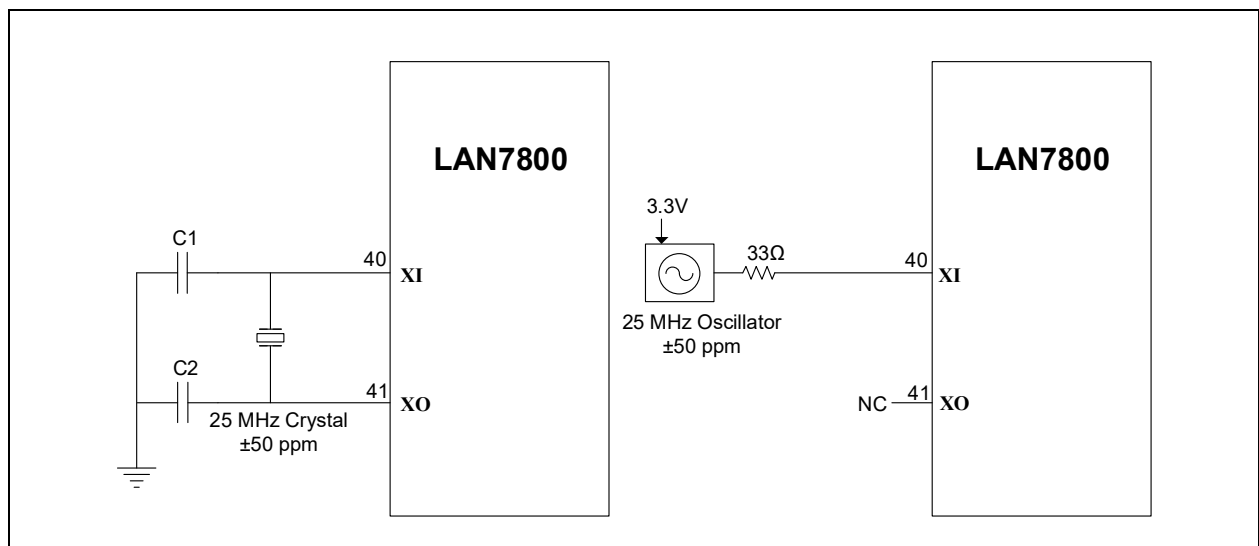 LAN7800
C1
40
XI
C2
41
XO
25 MHz Crystal
±50 ppm
LAN7800
3.3V
33Ω
40
XI
25 MHz Oscillator
±50 ppm
NC
41
XO